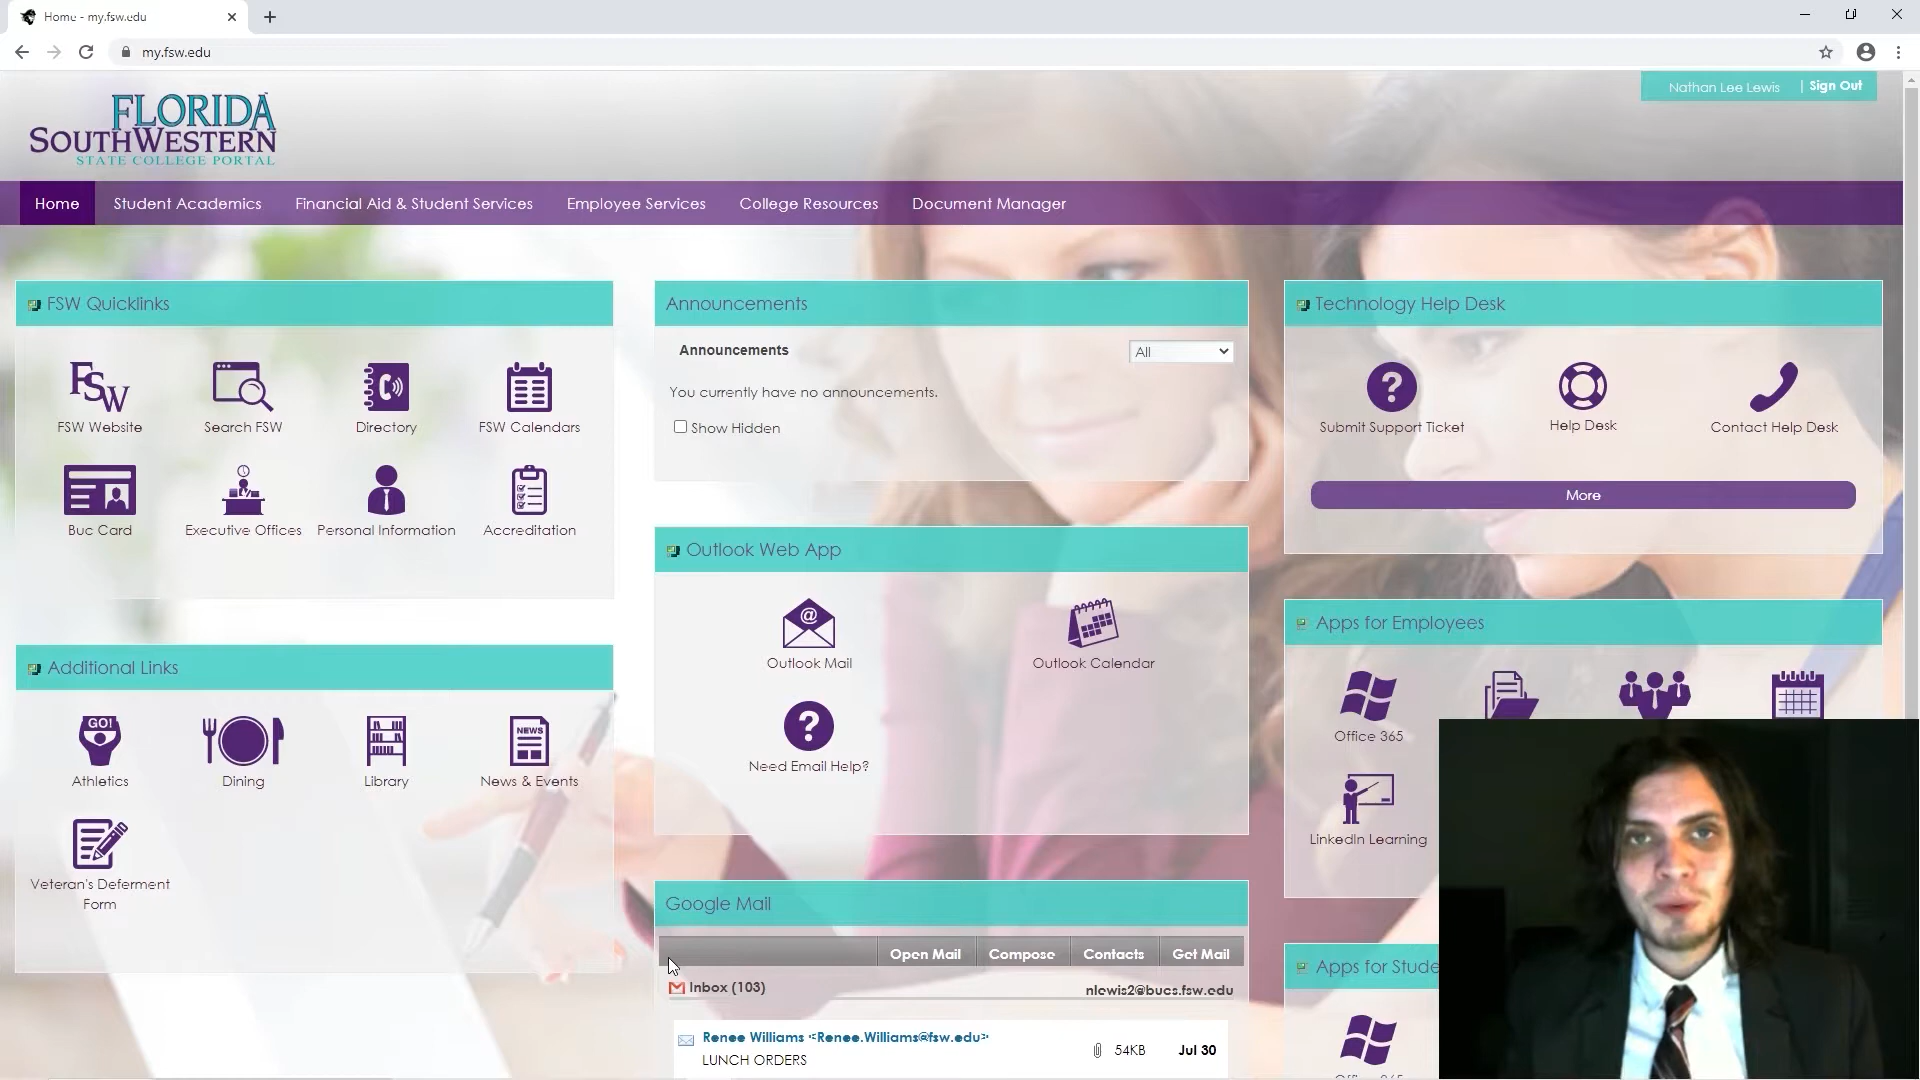 Home - my.fsw.edu
my.fsw.edu
Nathan Lee Lewis | Sign Out
FLORIDA
SOUTHWESTERN
STATE COLLEGE PORTAL
Home Student Academics Financial Aid & Student Services Employee Services College Resources Document Manager
FSW Quicklinks
FSW
FSW Website Search FSW Directory FSW Calendars
Buc Card Executive Offices Personal Information Accreditation
Additional Links
GO!
NEWS
Athletics Dining Library News & Events
Veteran's Deferment
Form
Announcements
Announcements All
You currently have no announcements.
Show Hidden
Outlook Web App
Outlook Mail Outlook Calendar
Need Email Help?
Google Mail
Open Mail Compose Contacts Get Mail
Inbox (103) nlewis2@bucs.fsw.edu
Renee Williams <Renee.Williams@fsw.edu>
LUNCH ORDERS 54KB Jul 30
Technology Help Desk
Submit Support Ticket Help Desk Contact Help Desk
More
Apps for Employees
Office 365
LinkedIn Learning
Apps for Stude